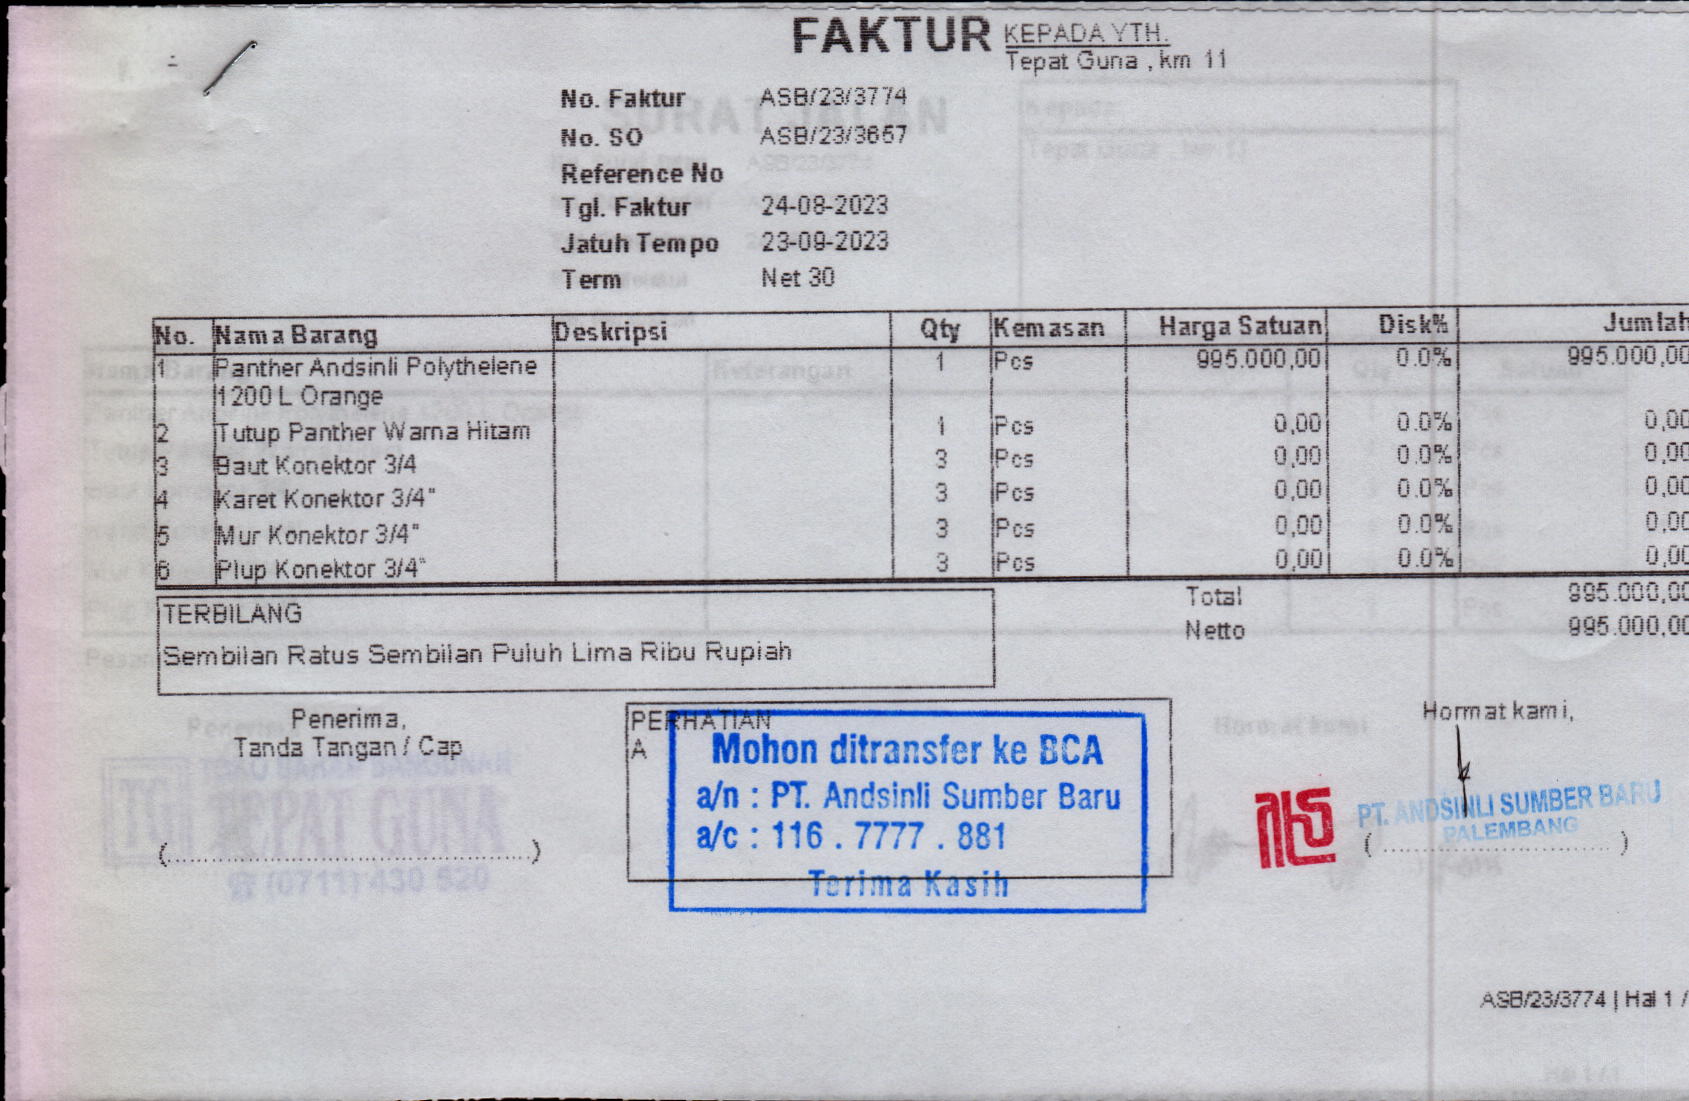 FAKTUR
KEPADA YTH.
Tepat Guna , km 11
No. Faktur ASB/23/3774
No. SO ASB/23/3657
Reference No
Tgl. Faktur 24-08-2023
Jatuh Tempo 23-09-2023
Term Net 30
No. Nama Barang Deskripsi Qty Kemasan Harga Satuan Disk% Jumlah
1 Panther Andsinli Polythelene 1 Pcs 995.000,00 0.0% 995.000,00
1200 L Orange
2 Tutup Panther Warna Hitam 1 Pcs 0,00 0.0% 0,00
3 Baut Konektor 3/4 3 Pcs 0,00 0.0% 0,00
4 Karet Konektor 3/4" 3 Pcs 0,00 0.0% 0,00
5 Mur Konektor 3/4" 3 Pcs 0,00 0.0% 0,00
6 Plup Konektor 3/4" 3 Pcs 0,00 0.0% 0,00
Total 995.000,00
Netto 995.000,00
TERBILANG
Sembilan Ratus Sembilan Puluh Lima Ribu Rupiah
Penerima,
Tanda Tangan / Cap
TOKO BAHAN BANGUNAN
TG TEPAT GUNA
☎ (0711) 430 520
PERHATIAN
A
Mohon ditransfer ke BCA
a/n : PT. Andsinli Sumber Baru
a/c : 116 . 7777 . 881
Terima Kasih
Hormat kami,
PT. ANDSINLI SUMBER BARU
PALEMBANG
ASB/23/3774 | Hal 1 /